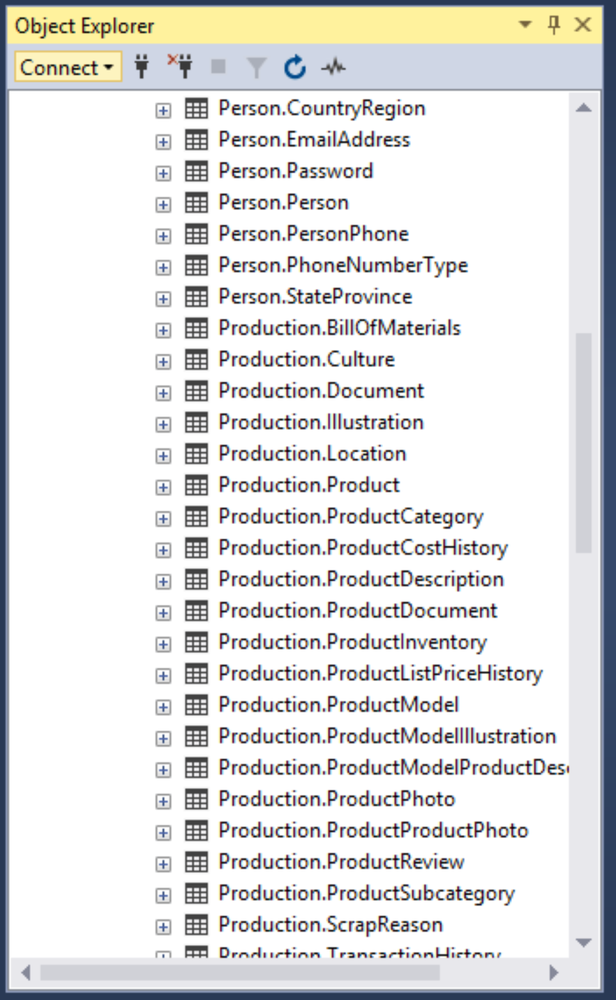 Object Explorer
Connect
Person.CountryRegion
Person.EmailAddress
Person.Password
Person.Person
Person.PersonPhone
Person.PhoneNumberType
Person.StateProvince
Production.BillOfMaterials
Production.Culture
Production.Document
Production.Illustration
Production.Location
Production.Product
Production.ProductCategory
Production.ProductCostHistory
Production.ProductDescription
Production.ProductDocument
Production.ProductInventory
Production.ProductListPriceHistory
Production.ProductModel
Production.ProductModelIllustration
Production.ProductModelProductDes
Production.ProductPhoto
Production.ProductProductPhoto
Production.ProductReview
Production.ProductSubcategory
Production.ScrapReason
Production.TransactionHistory